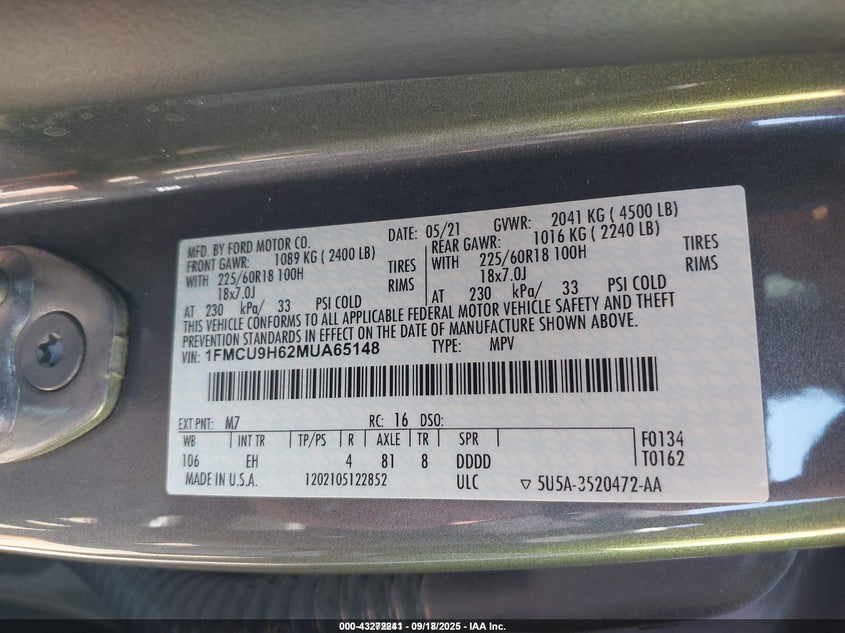 MFD. BY FORD MOTOR CO. DATE: 05/21 GVWR: 2041 KG ( 4500 LB)
FRONT GAWR: 1089 KG ( 2400 LB) REAR GAWR: 1016 KG ( 2240 LB)
WITH 225/60R18 100H TIRES WITH 225/60R18 100H TIRES
18x7.0J RIMS 18x7.0J RIMS
AT 230 kPa/ 33 PSI COLD AT 230 kPa/ 33 PSI COLD
THIS VEHICLE CONFORMS TO ALL APPLICABLE FEDERAL MOTOR VEHICLE SAFETY AND THEFT
PREVENTION STANDARDS IN EFFECT ON THE DATE OF MANUFACTURE SHOWN ABOVE.
VIN: 1FMCU9H62MUA65148 TYPE: MPV
EXT PNT: M7 RC: 16 DSO:
WB INT TR TP/PS R AXLE TR SPR F0134
106 EH 4 81 8 DDDD T0162
MADE IN U.S.A. 1202105122852 ULC ▽ 5U5A-3520472-AA
09/18/2025 - IAA Inc.